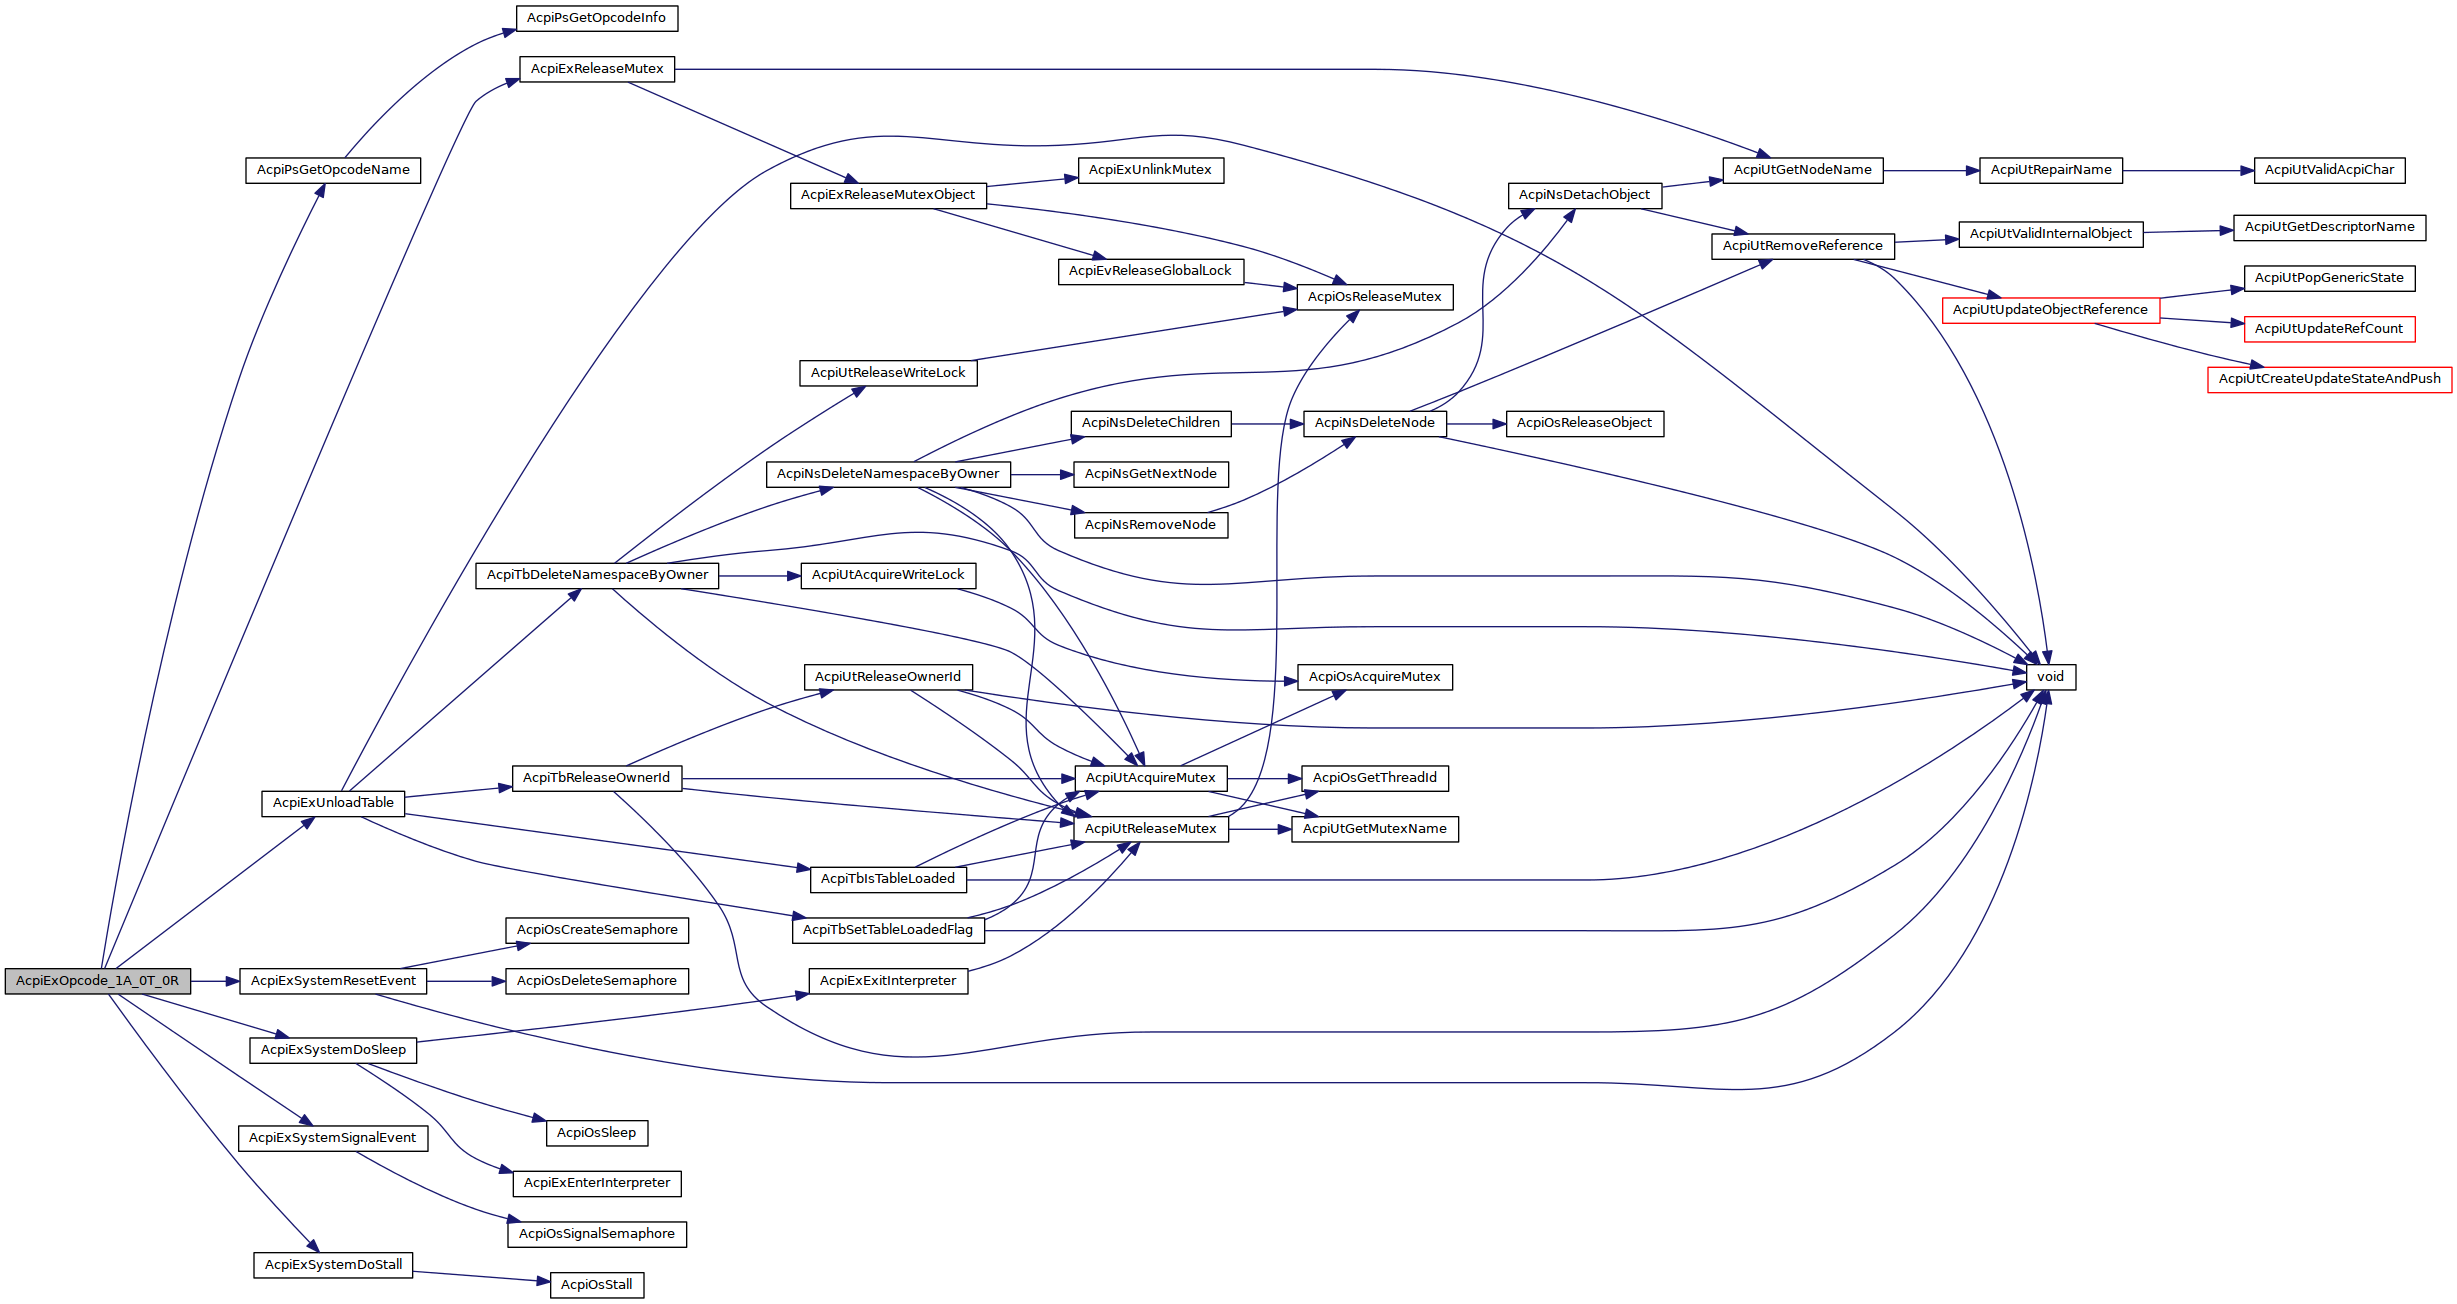 AcpiPsGetOpcodeInfo
AcpiExReleaseMutex
AcpiPsGetOpcodeName
AcpiExUnlinkMutex
AcpiUtGetNodeName
AcpiUtRepairName
AcpiUtValidAcpiChar
AcpiExReleaseMutexObject
AcpiNsDetachObject
AcpiUtGetDescriptorName
AcpiUtValidInternalObject
AcpiUtRemoveReference
AcpiEvReleaseGlobalLock
AcpiUtPopGenericState
AcpiOsReleaseMutex
AcpiUtUpdateObjectReference
AcpiUtUpdateRefCount
AcpiUtReleaseWriteLock
AcpiUtCreateUpdateStateAndPush
AcpiNsDeleteChildren
AcpiNsDeleteNode
AcpiOsReleaseObject
AcpiNsDeleteNamespaceByOwner
AcpiNsGetNextNode
AcpiNsRemoveNode
AcpiTbDeleteNamespaceByOwner
AcpiUtAcquireWriteLock
AcpiUtReleaseOwnerId
AcpiOsAcquireMutex
void
AcpiTbReleaseOwnerId
AcpiUtAcquireMutex
AcpiOsGetThreadId
AcpiExUnloadTable
AcpiUtReleaseMutex
AcpiUtGetMutexName
AcpiTbIsTableLoaded
AcpiOsCreateSemaphore
AcpiTbSetTableLoadedFlag
AcpiExOpcode_1A_0T_0R
AcpiExSystemResetEvent
AcpiOsDeleteSemaphore
AcpiExExitInterpreter
AcpiExSystemDoSleep
AcpiOsSleep
AcpiExSystemSignalEvent
AcpiExEnterInterpreter
AcpiOsSignalSemaphore
AcpiExSystemDoStall
AcpiOsStall